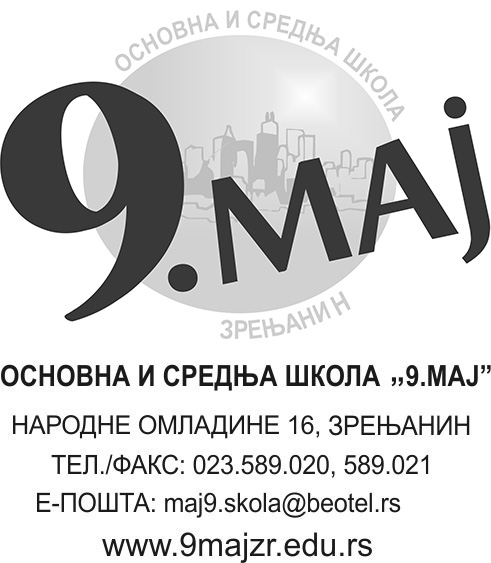 ОСНОВНА И СРЕДЊА ШКОЛА
9.МАЈ
ЗРЕЊАНИН
ОСНОВНА И СРЕДЊА ШКОЛА „9.МАЈ”
НАРОДНЕ ОМЛАДИНЕ 16, ЗРЕЊАНИН
ТЕЛ./ФАКС: 023.589.020, 589.021
Е-ПОШТА: maj9.skola@beotel.rs
www.9majzr.edu.rs